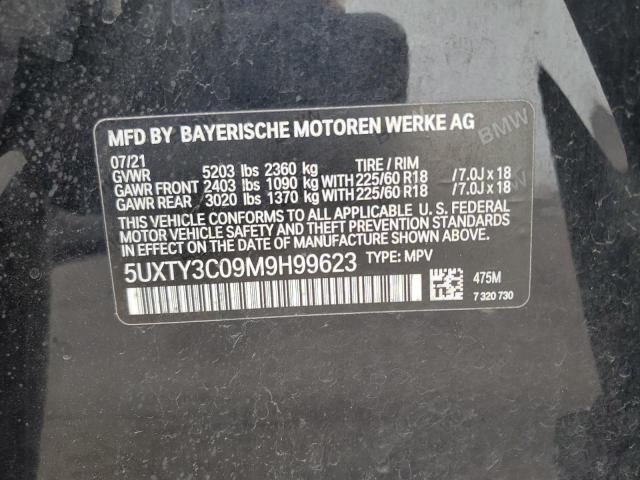 MFD BY BAYERISCHE MOTOREN WERKE AG
BMW
07/21 TIRE / RIM
GVWR 5203 lbs 2360 kg
GAWR FRONT 2403 lbs 1090 kg WITH 225/60 R18 /7.0J x 18
GAWR REAR 3020 lbs 1370 kg WITH 225/60 R18 /7.0J x 18
THIS VEHICLE CONFORMS TO ALL APPLICABLE U. S. FEDERAL
MOTOR VEHICLE SAFETY AND THEFT PREVENTION STANDARDS
IN EFFECT ON THE DATE OF MANUFACTURE SHOWN ABOVE.
5UXTY3C09M9H99623 TYPE: MPV
475M
7 320 730
BMW